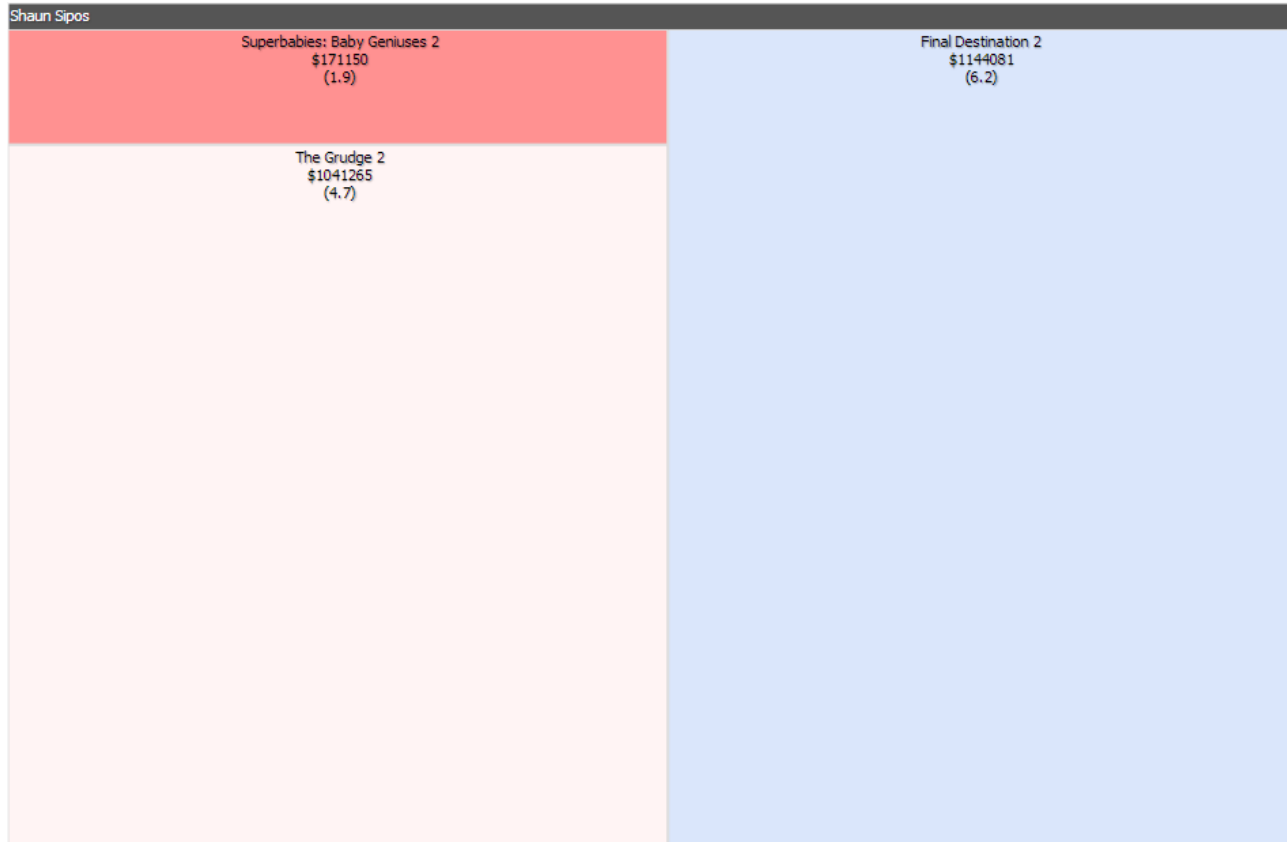 Shaun Sipos
Superbabies: Baby Geniuses 2
$171150
(1.9)
The Grudge 2
$1041265
(4.7)
Final Destination 2
$1144081
(6.2)